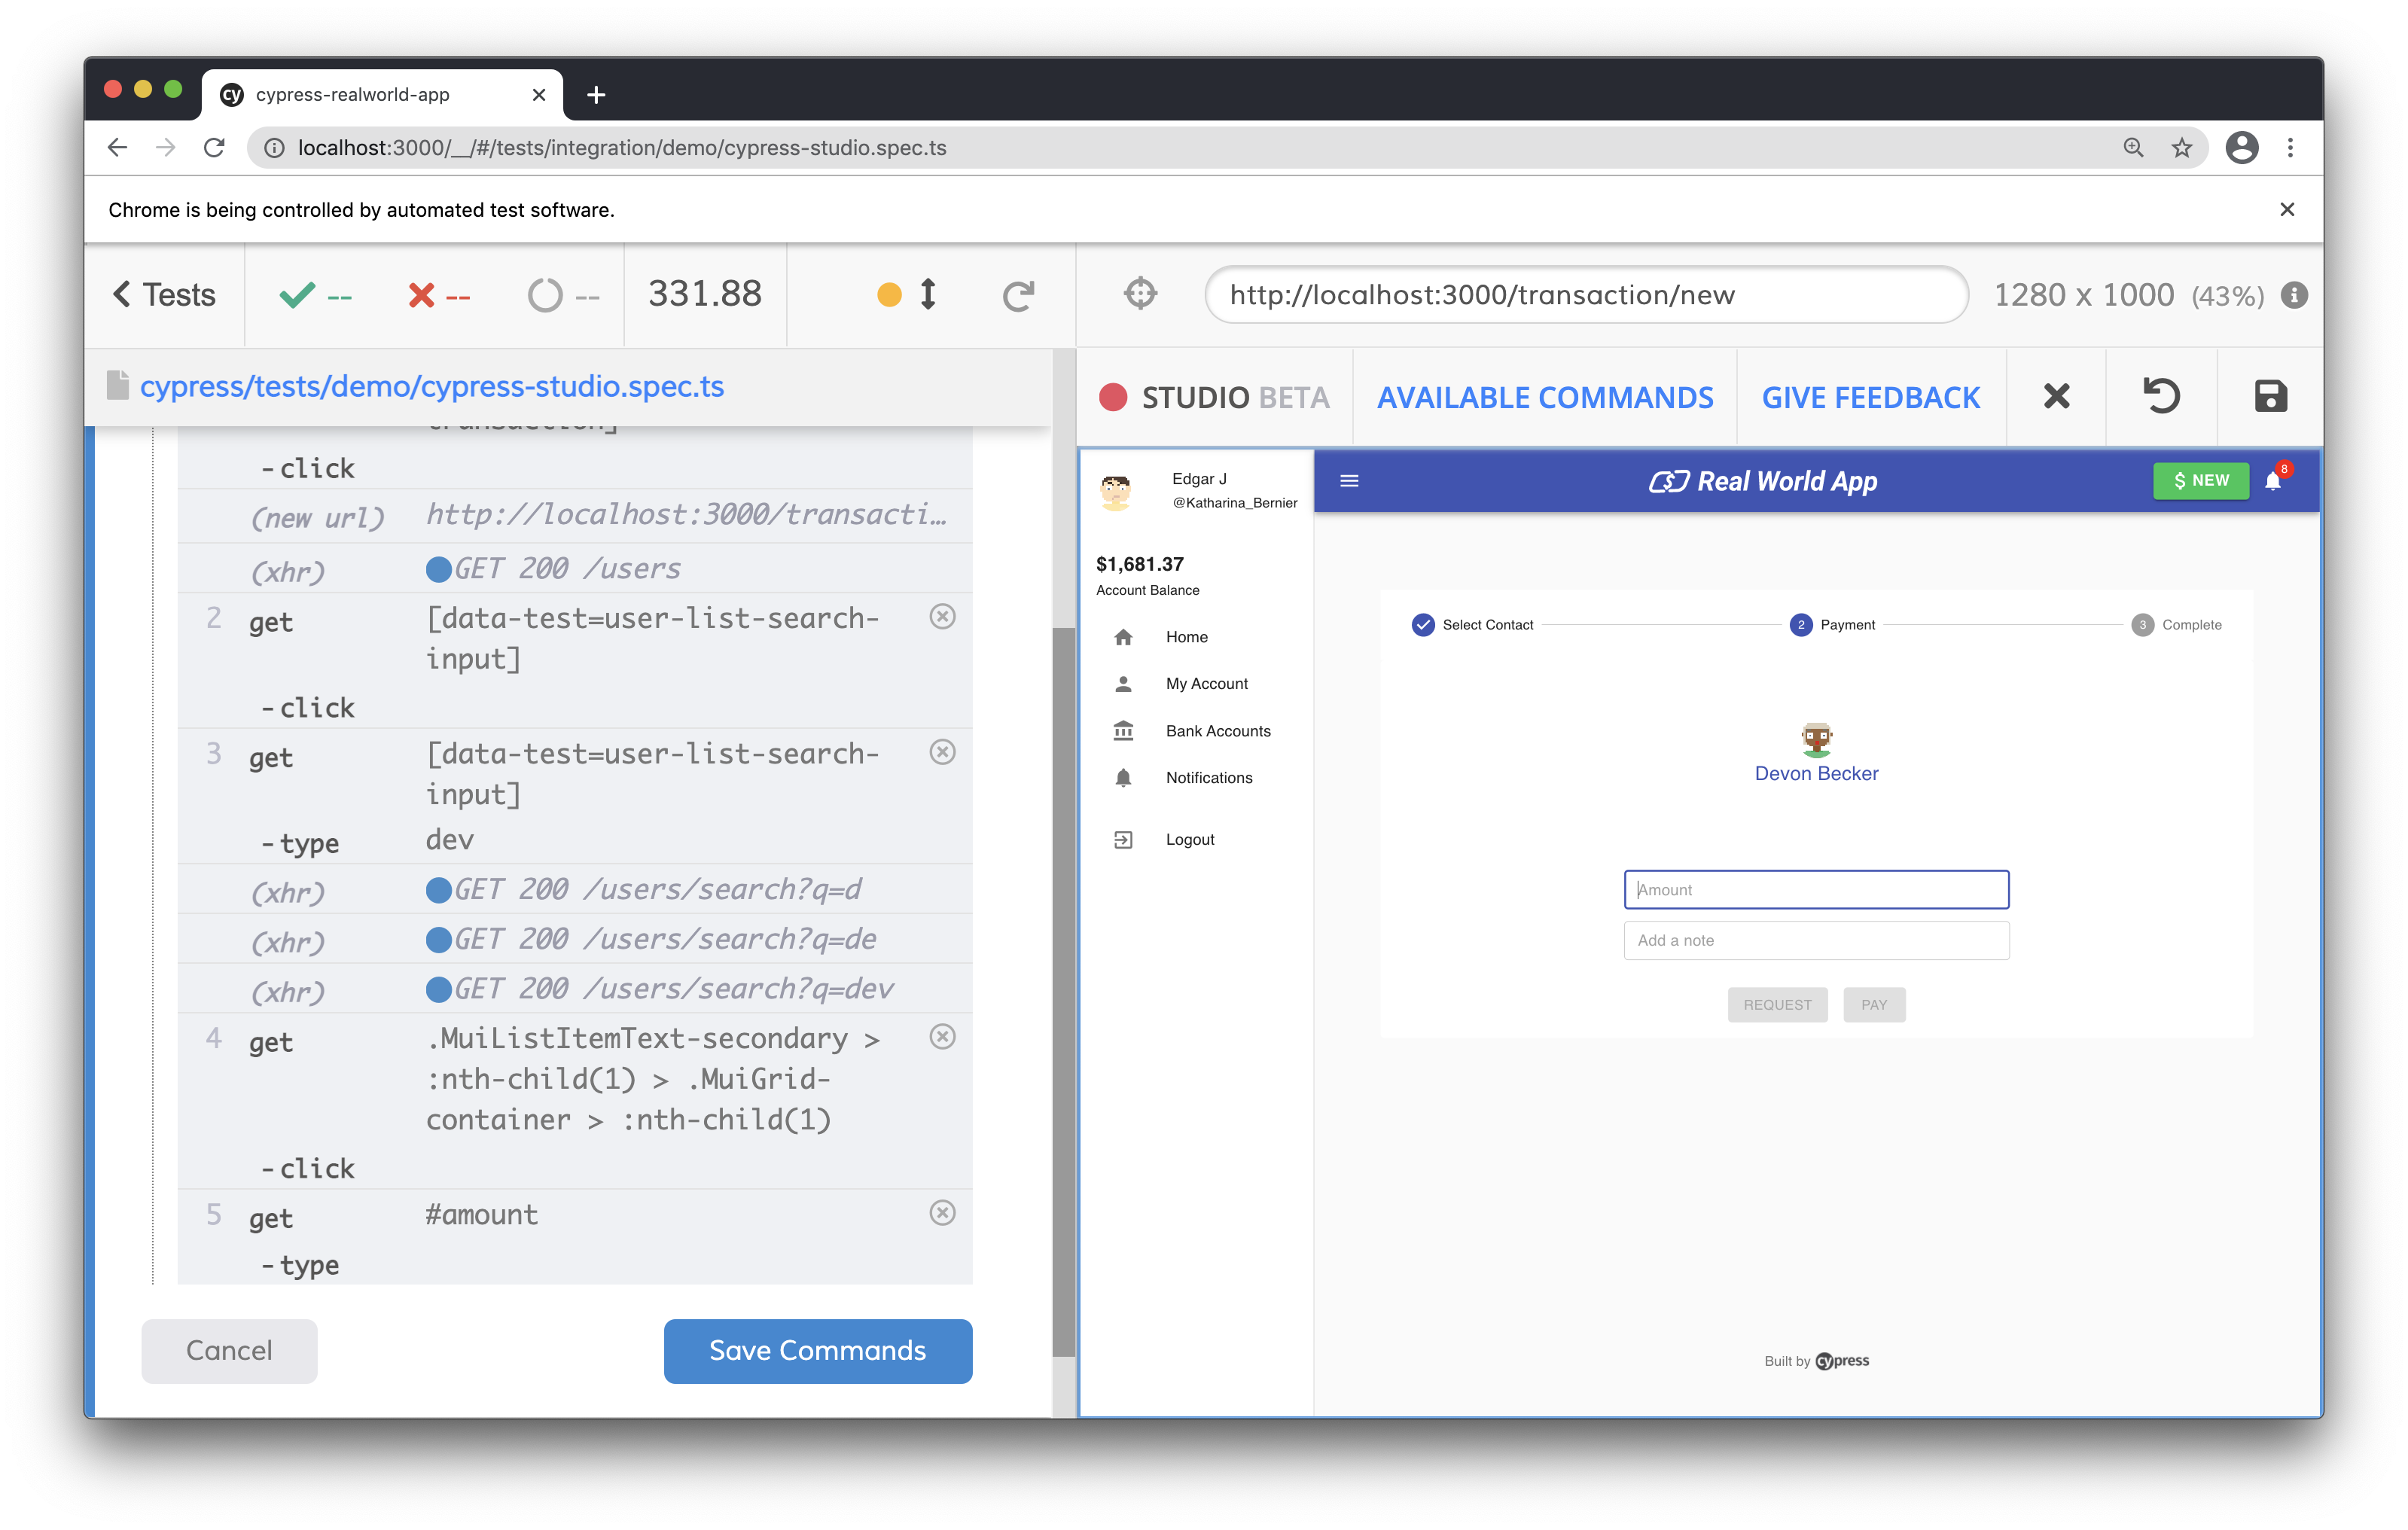 cypress-realworld-app
localhost:3000/__/#/tests/integration/demo/cypress-studio.spec.ts
Chrome is being controlled by automated test software.
Tests -- -- -- 331.88
http://localhost:3000/transaction/new 1280 x 1000 (43%)
cypress/tests/demo/cypress-studio.spec.ts
STUDIO BETA AVAILABLE COMMANDS GIVE FEEDBACK
transaction]
-click
(new url) http://localhost:3000/transacti…
(xhr) GET 200 /users
2 get [data-test=user-list-search-
input]
-click
3 get [data-test=user-list-search-
input]
-type dev
(xhr) GET 200 /users/search?q=d
(xhr) GET 200 /users/search?q=de
(xhr) GET 200 /users/search?q=dev
4 get .MuiListItemText-secondary >
:nth-child(1) > .MuiGrid-
container > :nth-child(1)
-click
5 get #amount
-type
Cancel Save Commands
Edgar J
@Katharina_Bernier
$1,681.37
Account Balance
Home
My Account
Bank Accounts
Notifications
Logout
Real World App $ NEW 8
Select Contact 2 Payment 3 Complete
Devon Becker
Amount
Add a note
REQUEST PAY
Built by cypress